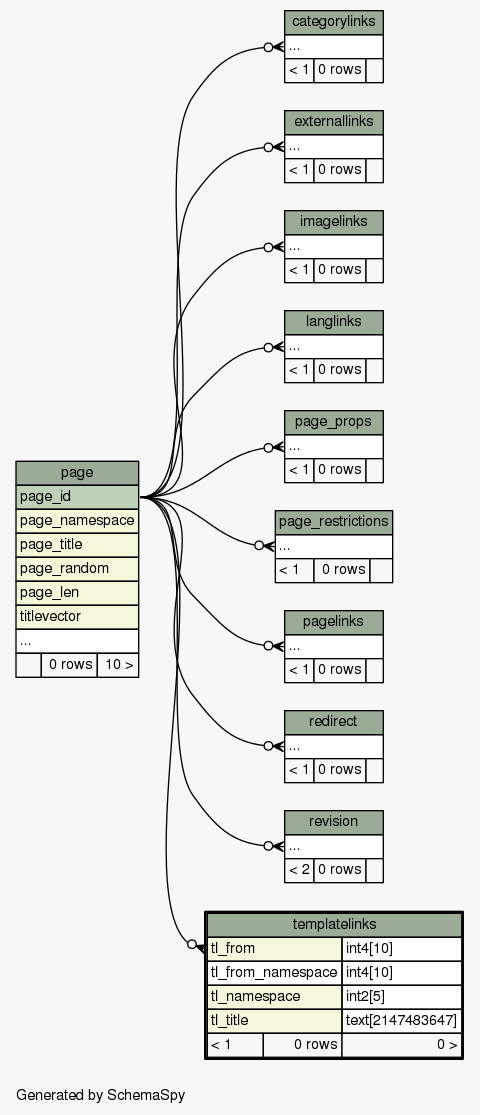 categorylinks
...
< 1 0 rows
externallinks
...
< 1 0 rows
imagelinks
...
< 1 0 rows
langlinks
...
< 1 0 rows
page_props
...
< 1 0 rows
page
page_id
page_namespace
page_title
page_random
page_len
titlevector
...
0 rows 10 >
page_restrictions
...
< 1 0 rows
pagelinks
...
< 1 0 rows
redirect
...
< 1 0 rows
revision
...
< 2 0 rows
templatelinks
tl_from int4[10]
tl_from_namespace int4[10]
tl_namespace int2[5]
tl_title text[2147483647]
< 1 0 rows 0 >
Generated by SchemaSpy